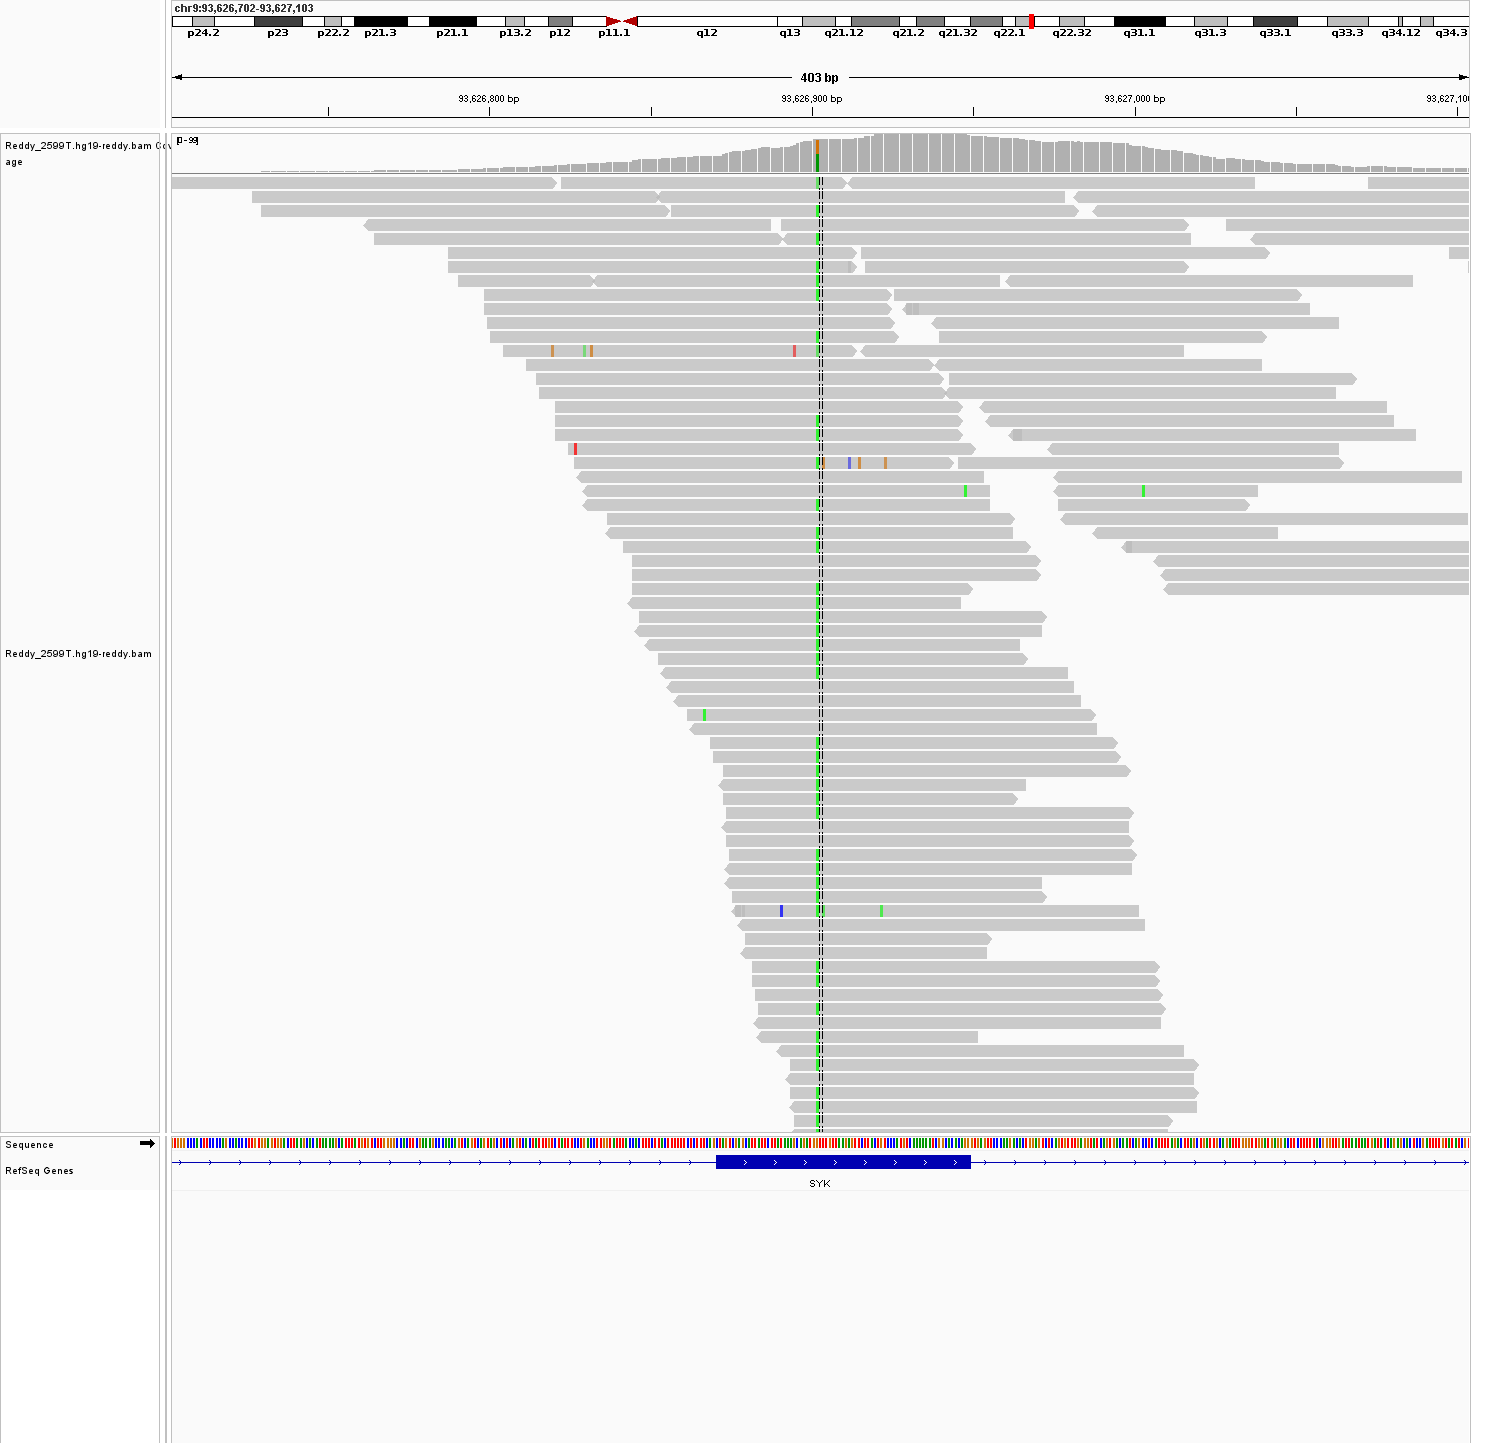 chr9:93,626,702-93,627,103
p24.2 p23 p22.2 p21.3 p21.1 p13.2 p12 p11.1 q12 q13 q21.12 q21.2 q21.32 q22.1 q22.32 q31.1 q31.3 q33.1 q33.3 q34.12 q34.3
403 bp
93,626,800 bp 93,626,900 bp 93,627,000 bp 93,627,100
Reddy_2599T.hg19-reddy.bam Cov
age
[0-99]
Reddy_2599T.hg19-reddy.bam
Sequence
RefSeq Genes
SYK